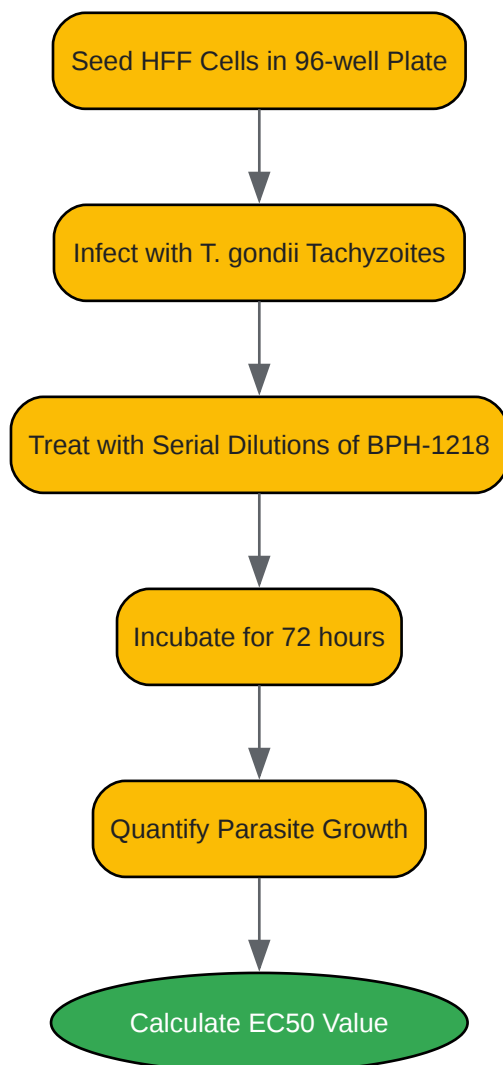 Seed HFF Cells in 96-well Plate
Infect with T. gondii Tachyzoites
Treat with Serial Dilutions of BPH-1218
Incubate for 72 hours
Quantify Parasite Growth
Calculate EC50 Value